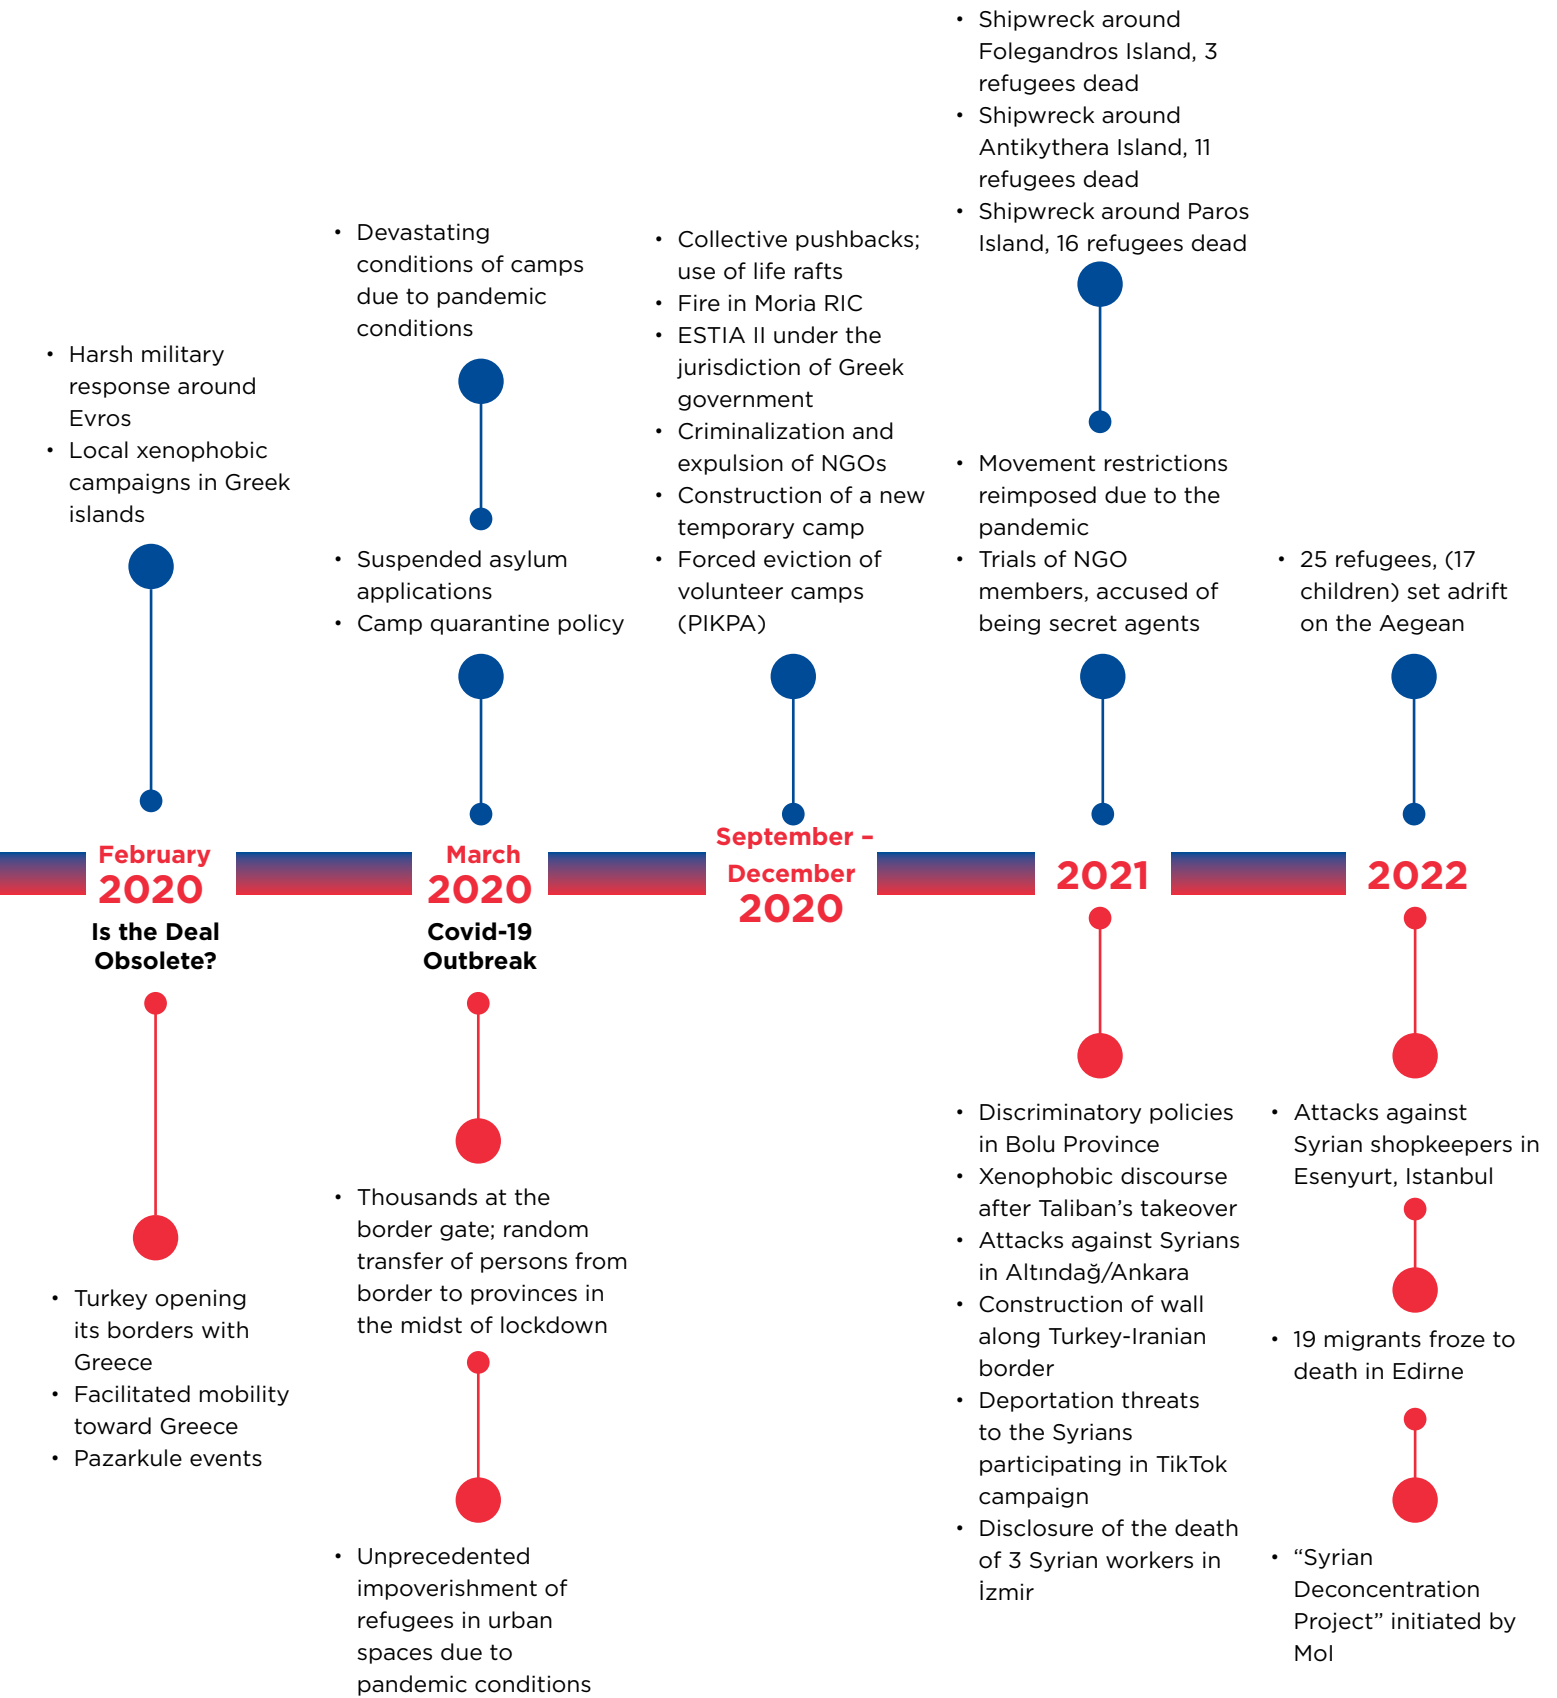 • Harsh military
response around
Evros
• Local xenophobic
campaigns in Greek
islands
February
2020
Is the Deal
Obsolete?
• Turkey opening
its borders with
Greece
• Facilitated mobility
toward Greece
• Pazarkule events
• Devastating
conditions of camps
due to pandemic
conditions
• Suspended asylum
applications
• Camp quarantine policy
March
2020
Covid-19
Outbreak
• Thousands at the
border gate; random
transfer of persons from
border to provinces in
the midst of lockdown
• Unprecedented
impoverishment of
refugees in urban
spaces due to
pandemic conditions
• Collective pushbacks;
use of life rafts
• Fire in Moria RIC
• ESTIA II under the
jurisdiction of Greek
government
• Criminalization and
expulsion of NGOs
• Construction of a new
temporary camp
• Forced eviction of
volunteer camps
(PIKPA)
September –
December
2020
• Shipwreck around
Folegandros Island, 3
refugees dead
• Shipwreck around
Antikythera Island, 11
refugees dead
• Shipwreck around Paros
Island, 16 refugees dead
• Movement restrictions
reimposed due to the
pandemic
• Trials of NGO
members, accused of
being secret agents
2021
• Discriminatory policies
in Bolu Province
• Xenophobic discourse
after Taliban’s takeover
• Attacks against Syrians
in Altındağ/Ankara
• Construction of wall
along Turkey-Iranian
border
• Deportation threats
to the Syrians
participating in TikTok
campaign
• Disclosure of the death
of 3 Syrian workers in
İzmir
• 25 refugees, (17
children) set adrift
on the Aegean
2022
• Attacks against
Syrian shopkeepers in
Esenyurt, Istanbul
• 19 migrants froze to
death in Edirne
• “Syrian
Deconcentration
Project” initiated by
MoI